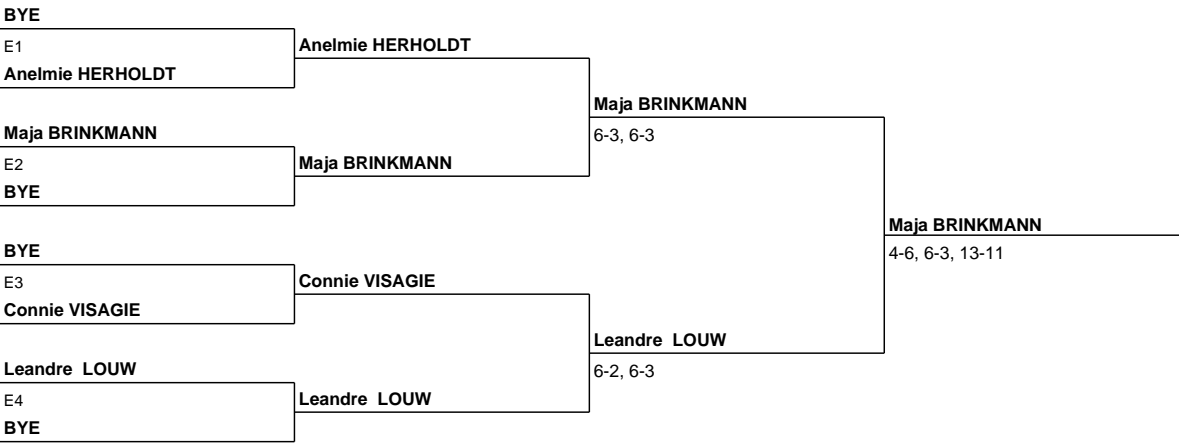 BYE
E1
Anelmie HERHOLDT
Anelmie HERHOLDT
Maja BRINKMANN
6-3, 6-3
Maja BRINKMANN
E2
BYE
Maja BRINKMANN
Maja BRINKMANN
4-6, 6-3, 13-11
BYE
E3
Connie VISAGIE
Connie VISAGIE
Leandre  LOUW
6-2, 6-3
Leandre  LOUW
E4
BYE
Leandre  LOUW